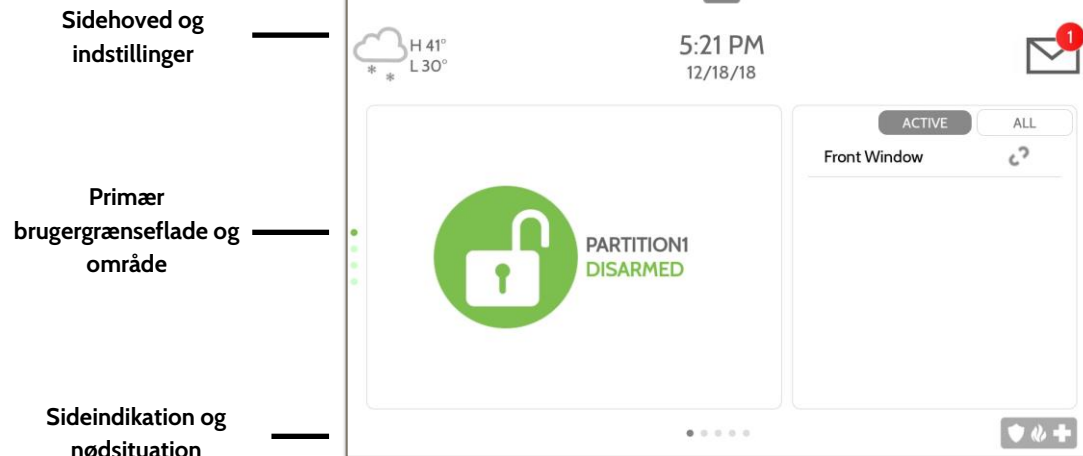 Sidehoved og
indstillinger
H 41°
L 30°
5:21 PM
12/18/18
1
ACTIVE
ALL
Front Window
Primær
brugergrænseflade og
område
PARTITION1
DISARMED
Sideindikation og
nødsituation